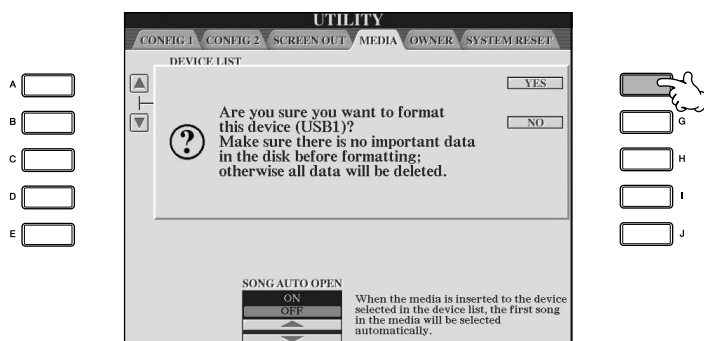 UTILITY
CONFIG 1 CONFIG 2 SCREEN OUT MEDIA OWNER SYSTEM RESET
DEVICE LIST
YES
Are you sure you want to format
this device (USB1)?
NO
Make sure there is no important data
in the disk before formatting;
otherwise all data will be deleted.
A
B
C
D
E
G
H
I
J
SONG AUTO OPEN
ON
OFF
When the media is inserted to the device
selected in the device list, the first song
in the media will be selected
automatically.